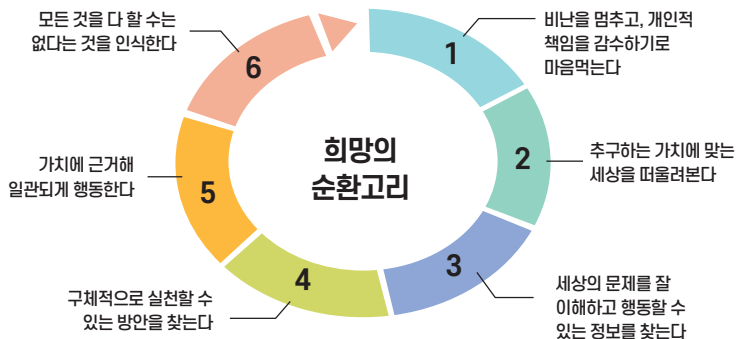 희망의
순환고리
1
비난을 멈추고, 개인적
책임을 감수하기로
마음먹는다
2
추구하는 가치에 맞는
세상을 떠올려본다
3
세상의 문제를 잘
이해하고 행동할 수
있는 정보를 찾는다
4
구체적으로 실천할 수
있는 방안을 찾는다
5
가치에 근거해
일관되게 행동한다
6
모든 것을 다 할 수는
없다는 것을 인식한다